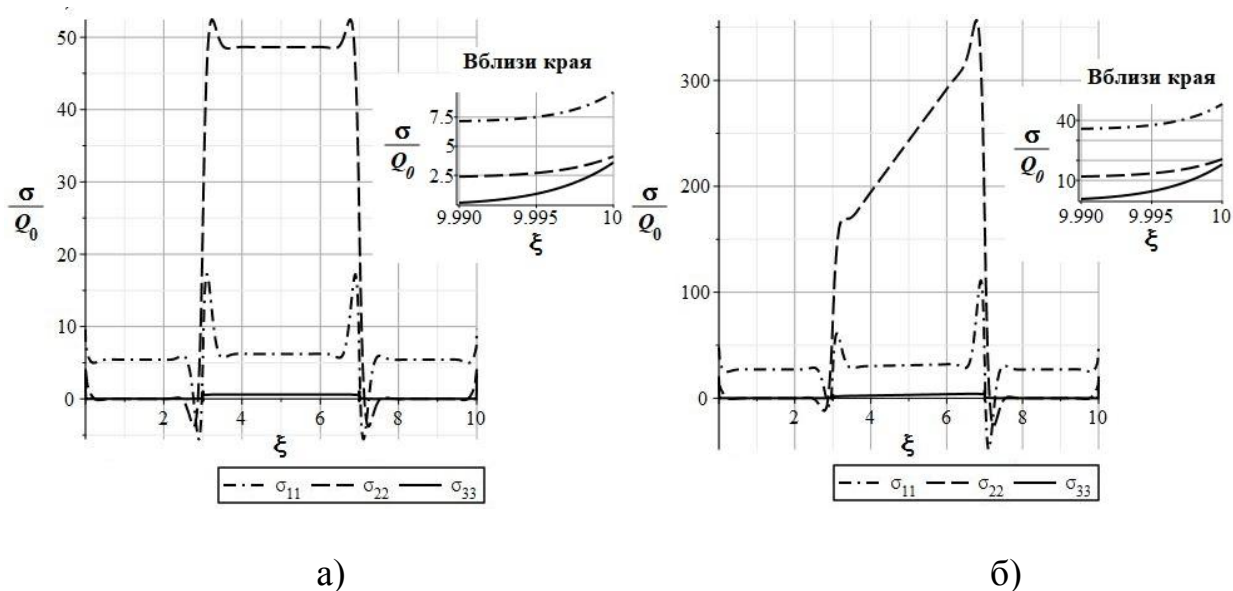 50
40
30
20
10
0
σ
Q₀
2
4
6
8
10
ξ
Вблизи края
7.5
5
2.5
σ
Q₀
9.990
9.995
10
ξ
σ₁₁ σ₂₂ σ₃₃
а)
300
200
100
0
σ
Q₀
2
4
6
8
10
ξ
Вблизи края
40
10
σ
Q₀
9.990
9.995
10
ξ
σ₁₁ σ₂₂ σ₃₃
б)